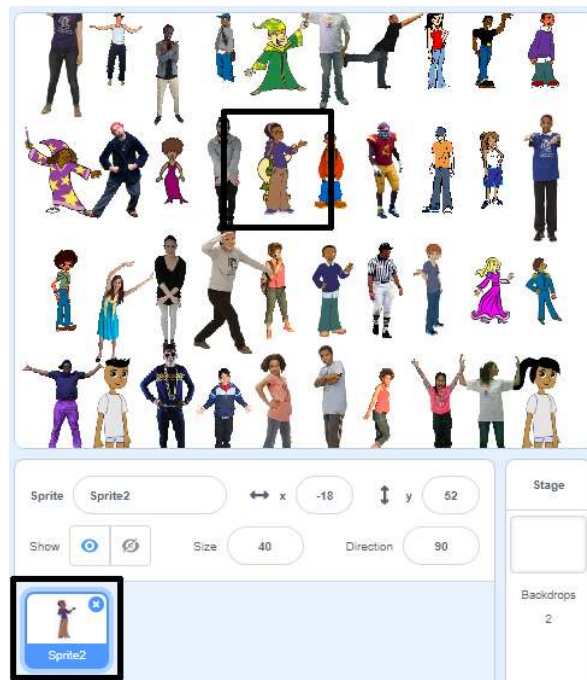 Sprite Sprite2 x -18 y 52
Show Size 40 Direction 90
Sprite2
Stage
Backdrops
2